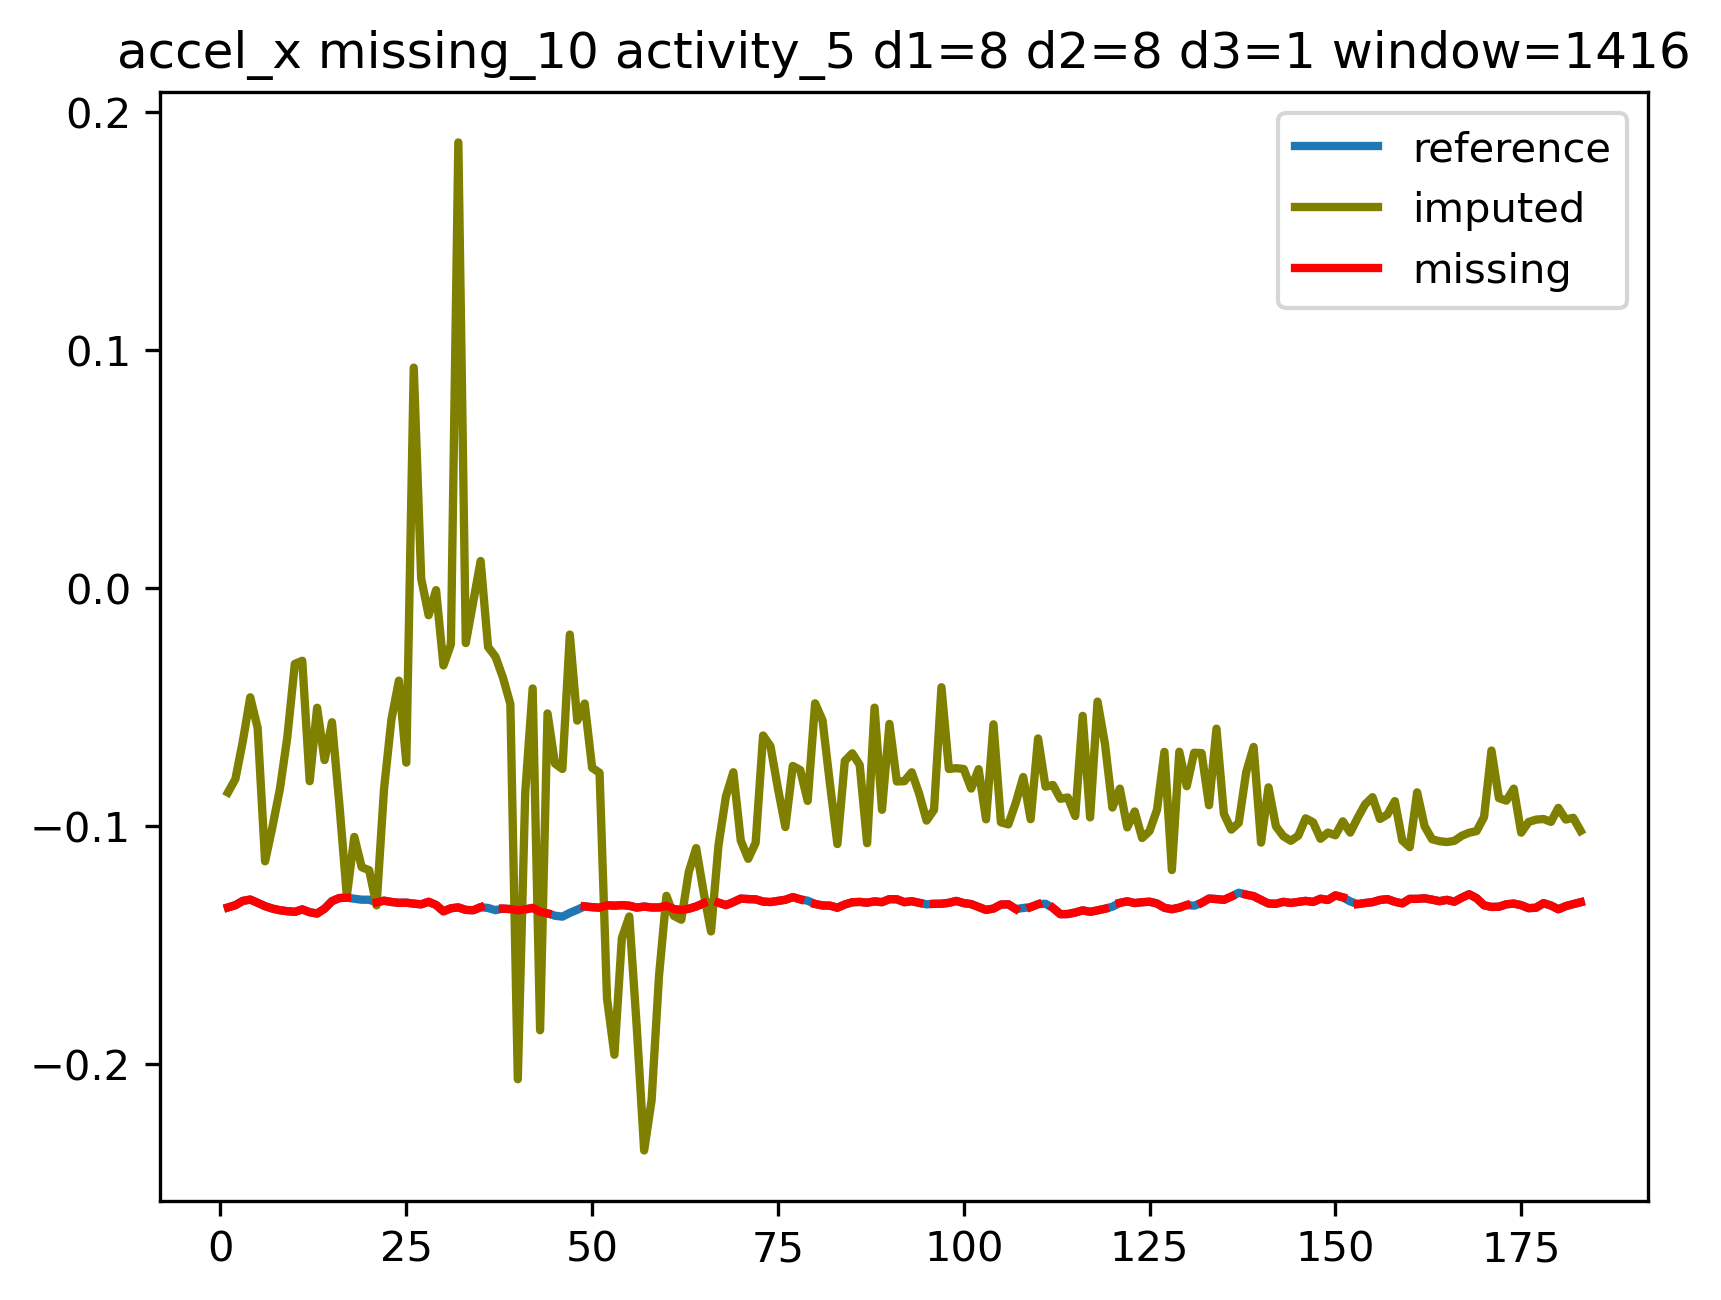 accel_x missing_10 activity_5 d1=8 d2=8 d3=1 window=1416
reference
imputed
missing
0.2
0.1
0.0
−0.1
−0.2
0 25 50 75 100 125 150 175